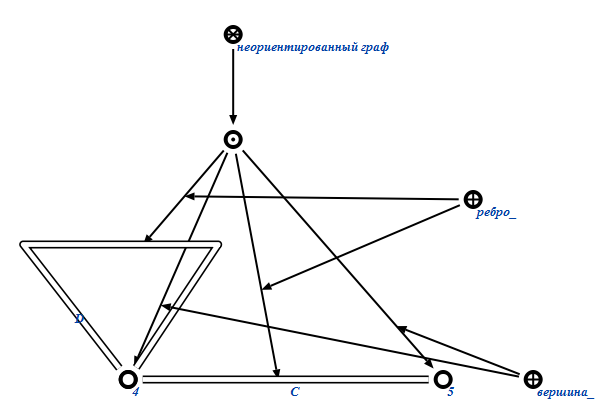 неориентированный граф
ребро_
D
4
C
5
вершина_